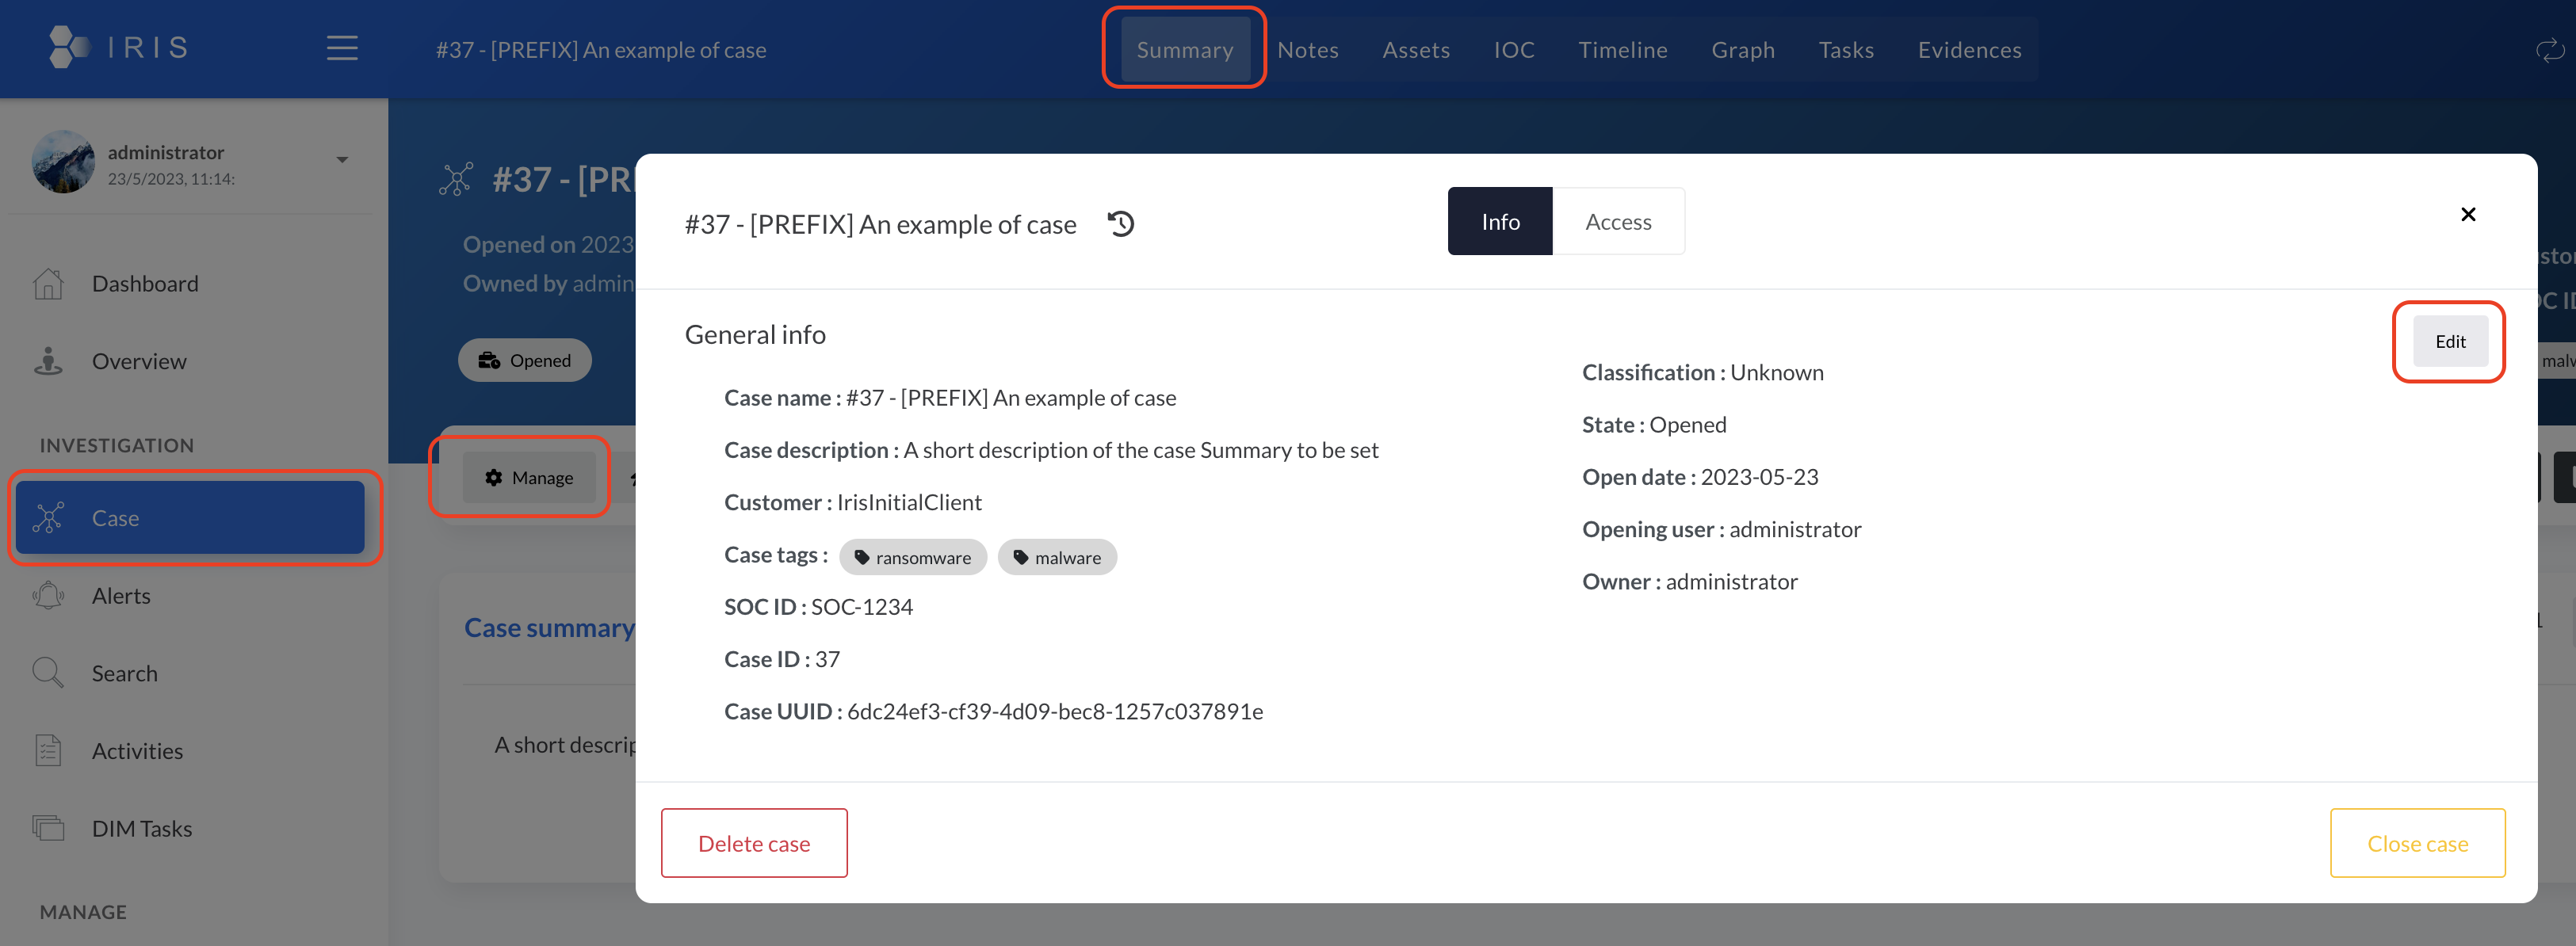 IRIS
#37 - [PREFIX] An example of case
Summary Notes Assets IOC Timeline Graph Tasks Evidences
administrator
23/5/2023, 11:14:
Dashboard
Overview
INVESTIGATION
Case
Alerts
Search
Activities
DIM Tasks
MANAGE
#37 - [PR
Opened on 2023
Owned by admin
Opened
Manage
Case summary
A short descrip
#37 - [PREFIX] An example of case
Info Access
×
General info
Edit
Case name : #37 - [PREFIX] An example of case
Case description : A short description of the case Summary to be set
Customer : IrisInitialClient
Case tags : ransomware malware
SOC ID : SOC-1234
Case ID : 37
Case UUID : 6dc24ef3-cf39-4d09-bec8-1257c037891e
Classification : Unknown
State : Opened
Open date : 2023-05-23
Opening user : administrator
Owner : administrator
Delete case
Close case